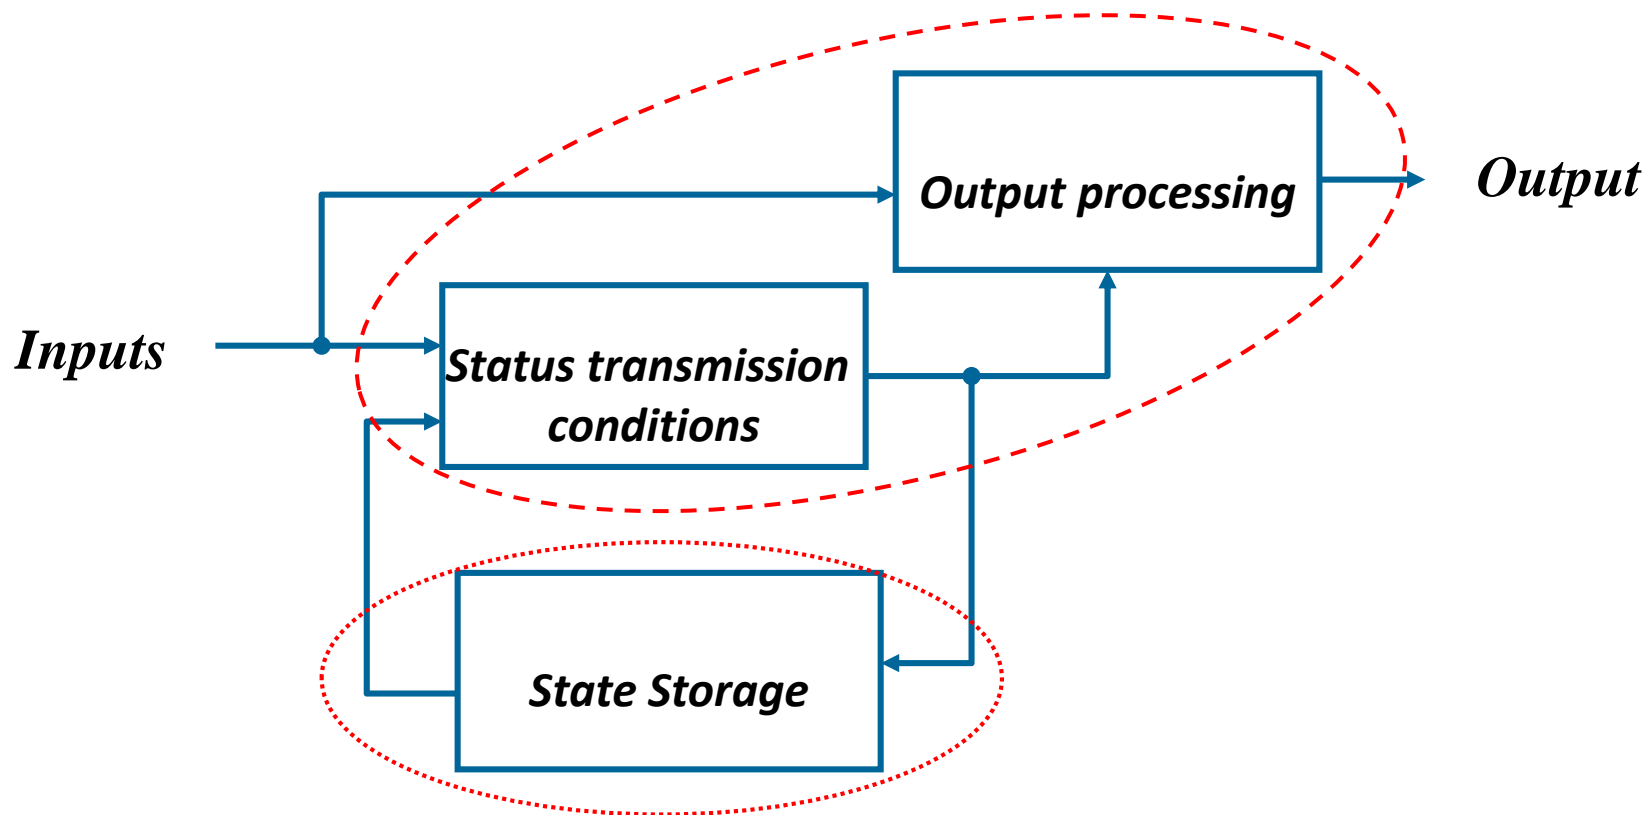 Output processing
Output
Inputs
Status transmission
conditions
State Storage